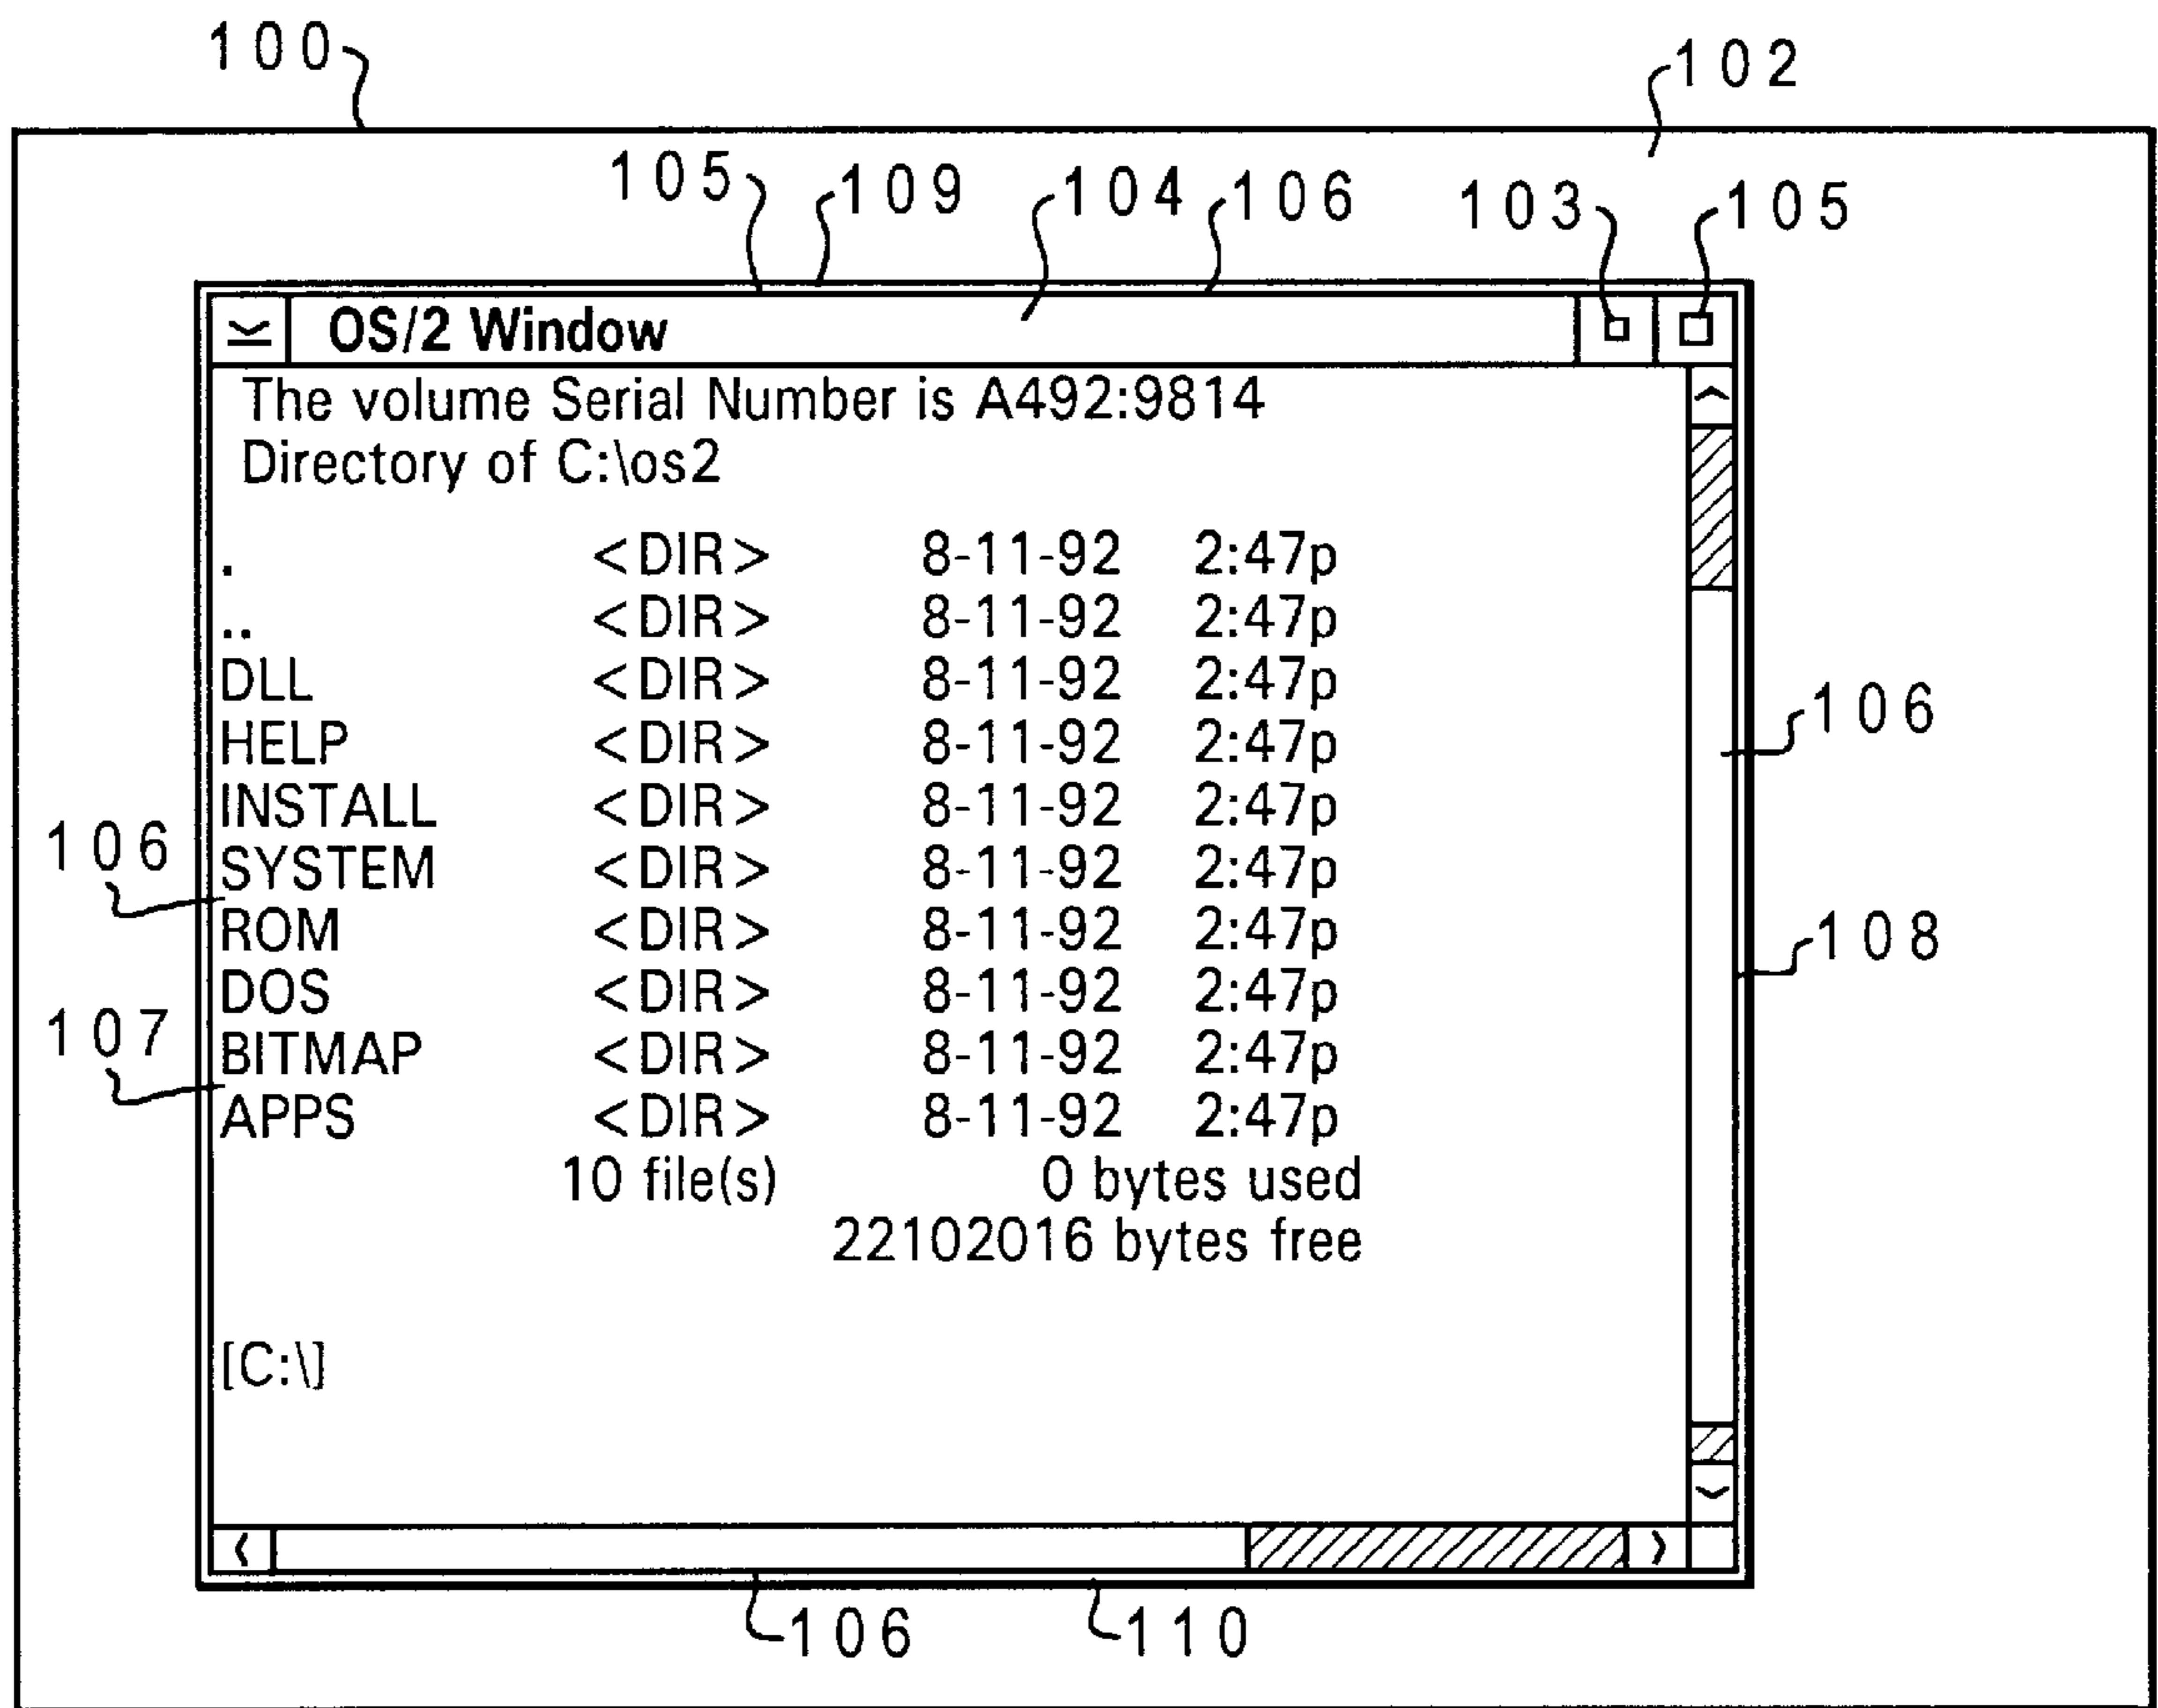 100
102
105 109 104 106 103 105
OS/2 Window
The volume Serial Number is A492:9814
Directory of C:\os2
. <DIR> 8-11-92 2:47p
.. <DIR> 8-11-92 2:47p
DLL <DIR> 8-11-92 2:47p
HELP <DIR> 8-11-92 2:47p
106
INSTALL <DIR> 8-11-92 2:47p
106
SYSTEM <DIR> 8-11-92 2:47p
ROM <DIR> 8-11-92 2:47p
108
DOS <DIR> 8-11-92 2:47p
107
BITMAP <DIR> 8-11-92 2:47p
APPS <DIR> 8-11-92 2:47p
10 file(s) 0 bytes used
22102016 bytes free
[C:\]
106 110